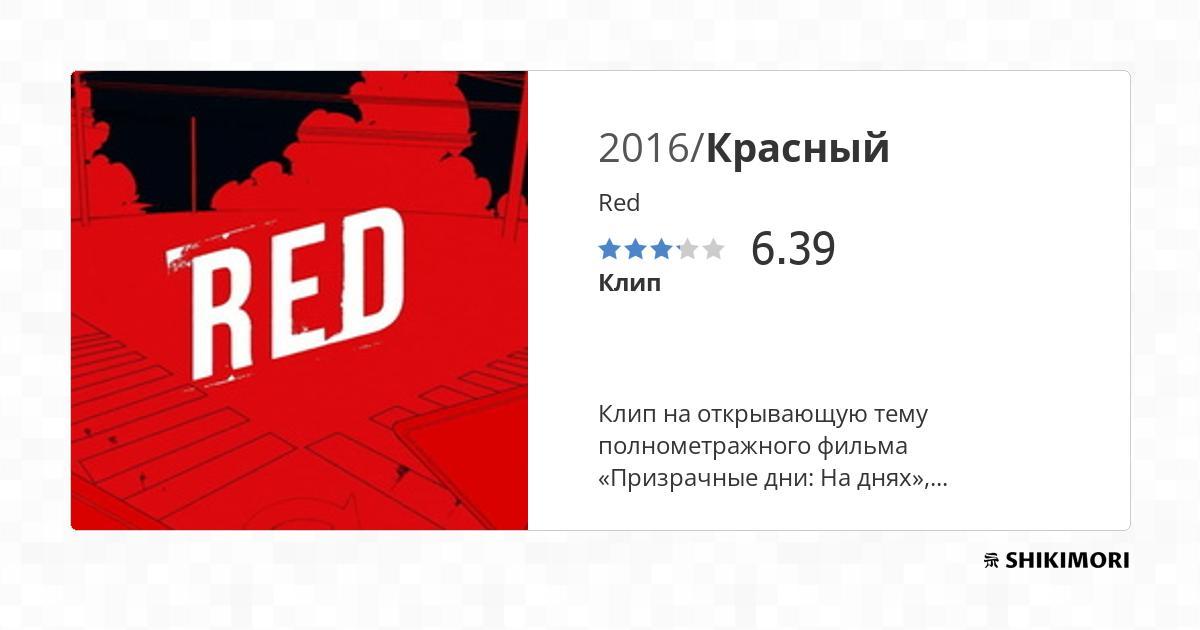 RED
2016/Красный
Red
6.39
Клип
Клип на открывающую тему
полнометражного фильма
«Призрачные дни: На днях»,...
SHIKIMORI